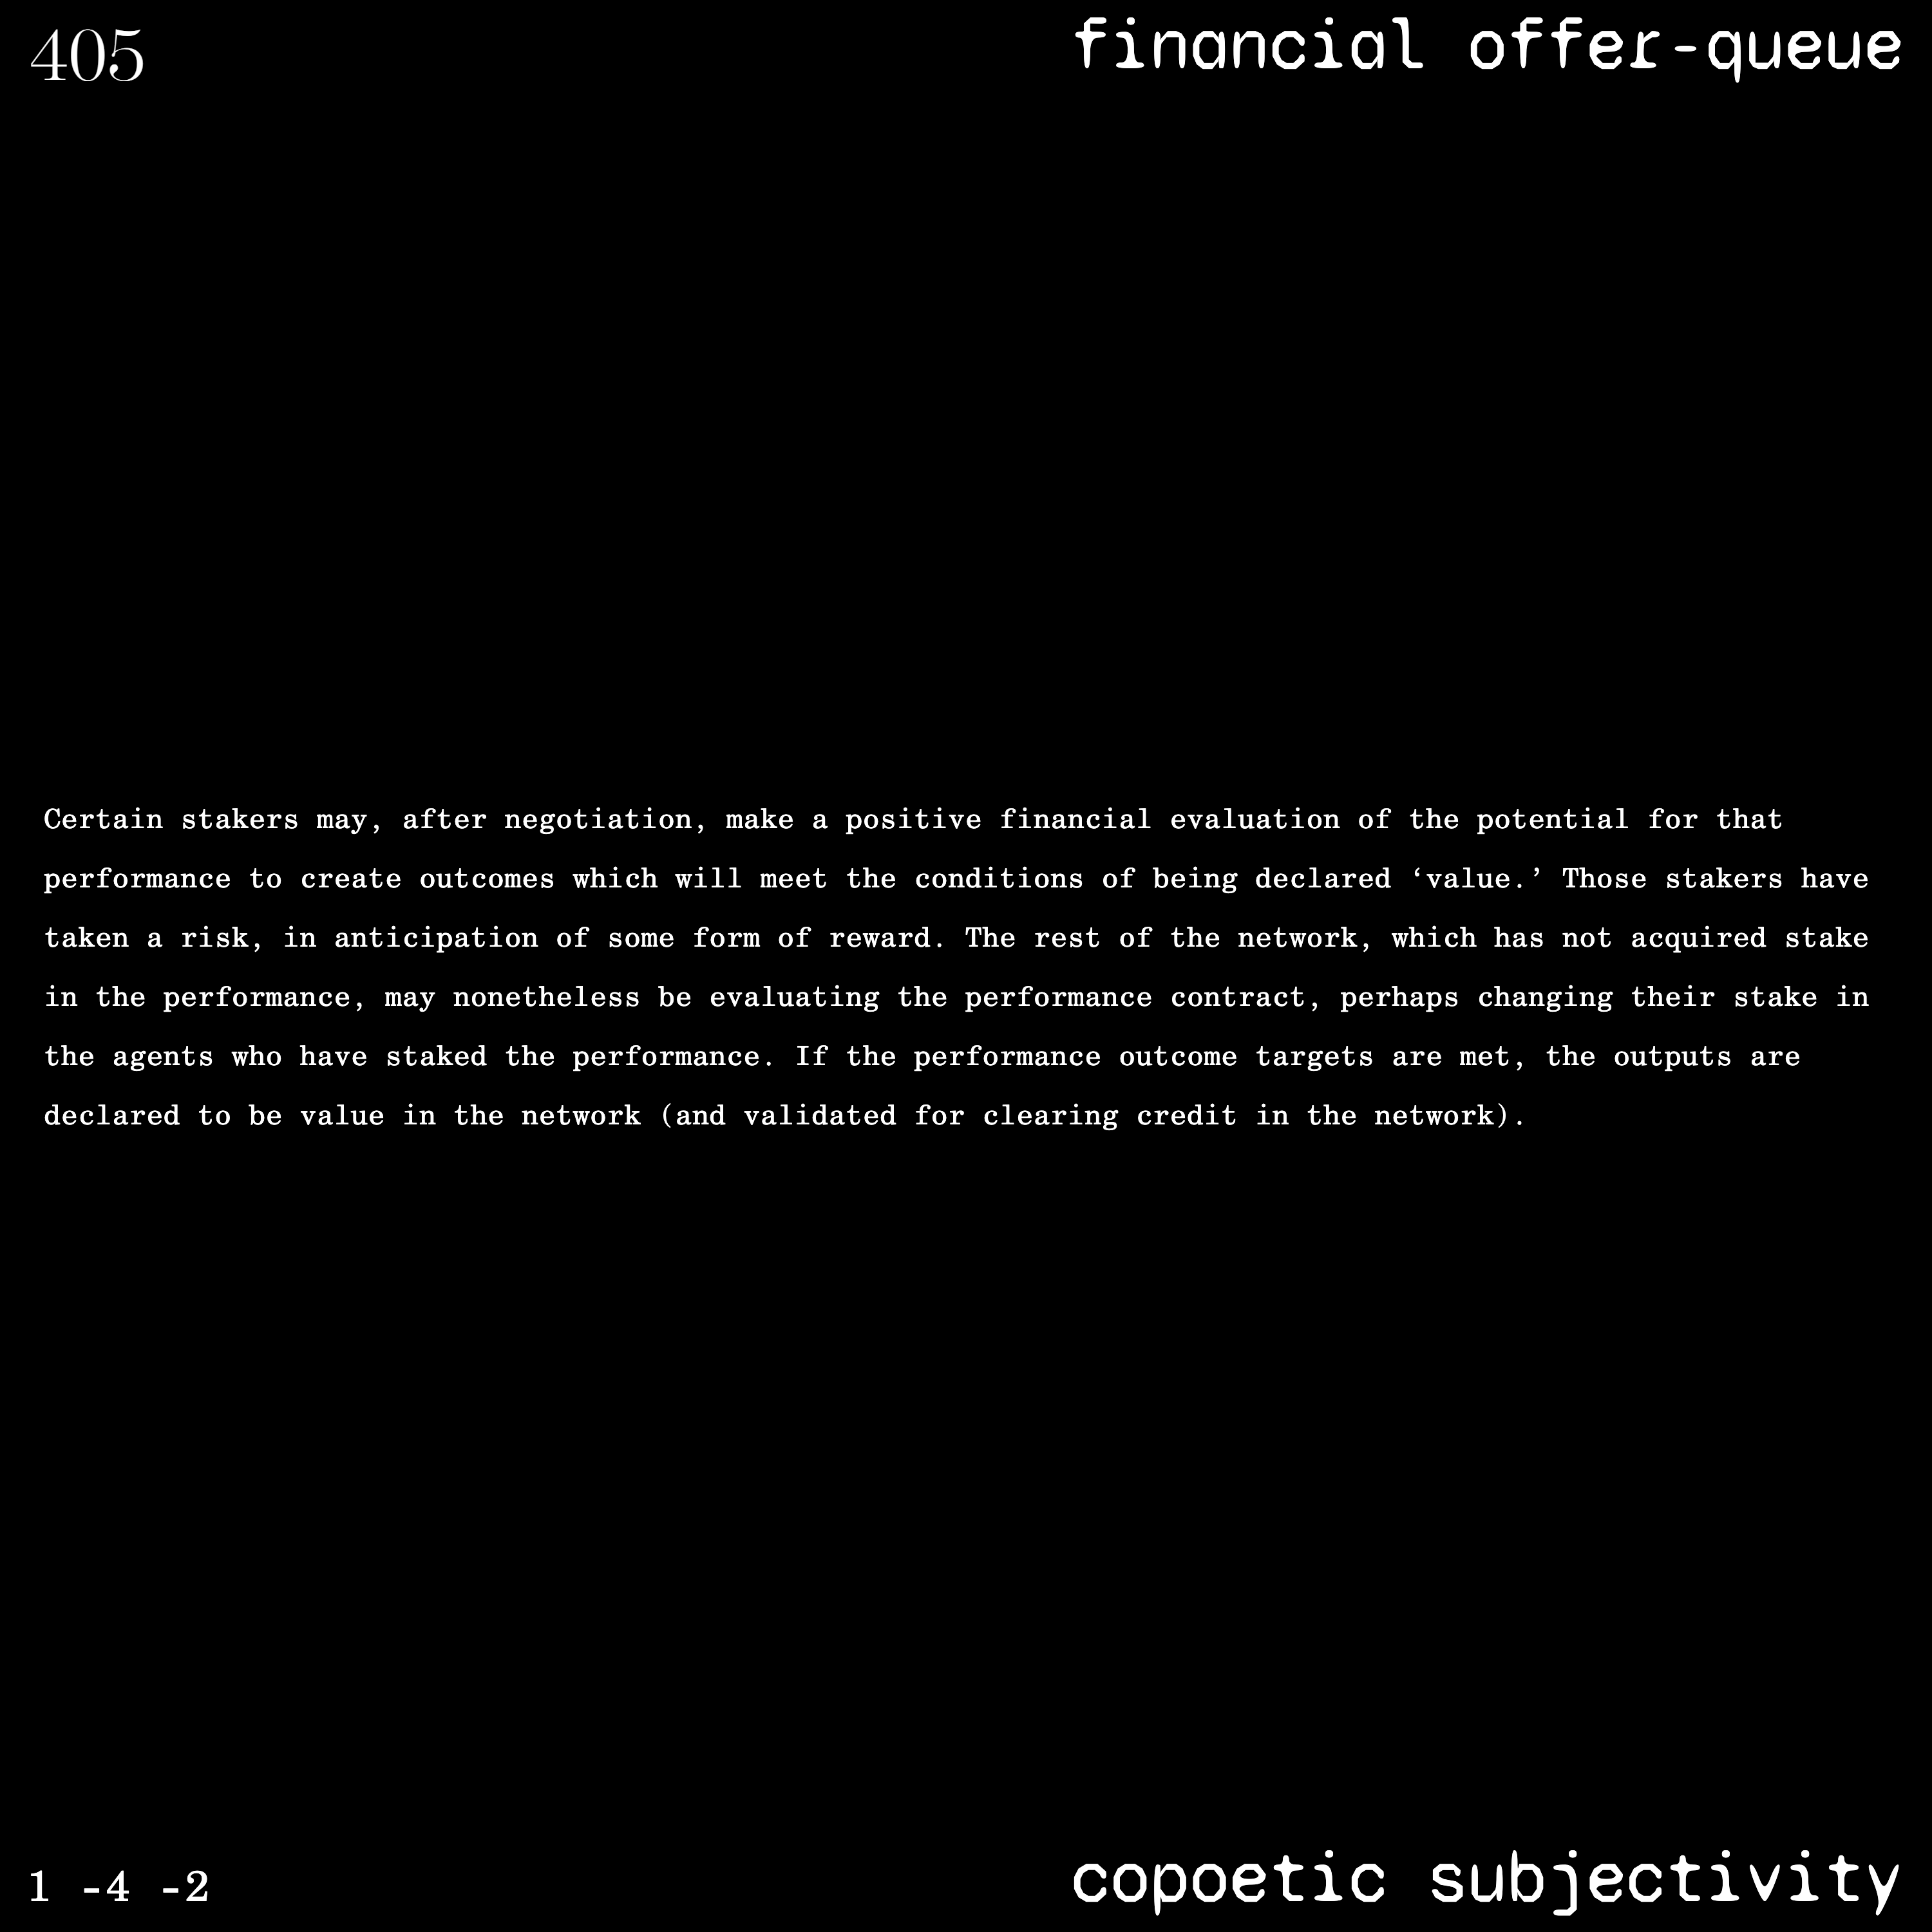 405
financial offer-queue
Certain stakers may, after negotiation, make a positive financial evaluation of the potential for that
performance to create outcomes which will meet the conditions of being declared ‘value.’ Those stakers have
taken a risk, in anticipation of some form of reward. The rest of the network, which has not acquired stake
in the performance, may nonetheless be evaluating the performance contract, perhaps changing their stake in
the agents who have staked the performance. If the performance outcome targets are met, the outputs are
declared to be value in the network (and validated for clearing credit in the network).
1 -4 -2
copoetic subjectivity